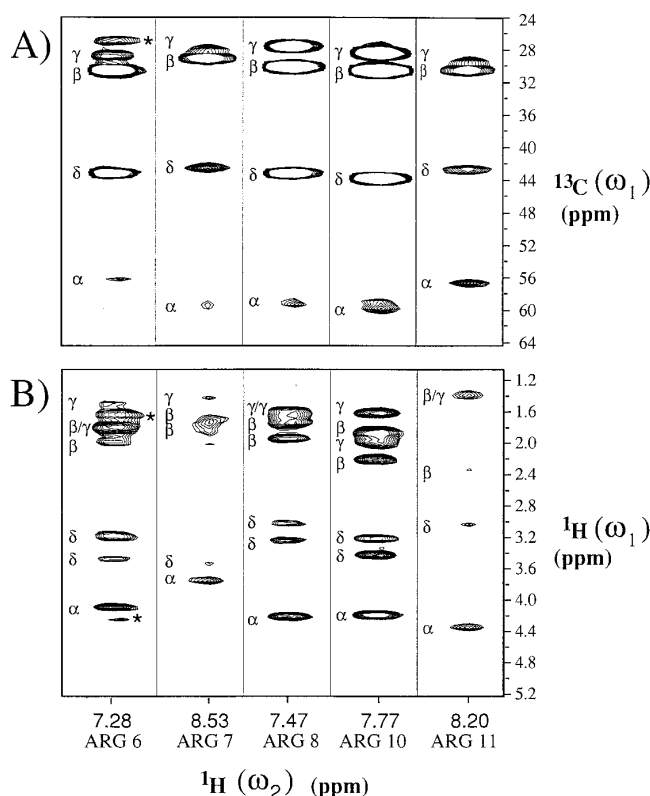 A)
γ * γ γ γ γ
β β β β β
δ δ δ δ δ
α α α α α
24
28
32
36
40
44
48
52
56
60
64
¹³C (ω₁)
(ppm)
B)
γ γ γ/γ γ β/γ
* β β
β/γ β β γ
β β β
δ δ δ δ δ
δ δ δ δ
α α α α α
*
1.2
1.6
2.0
2.4
2.8
3.2
3.6
4.0
4.4
4.8
5.2
¹H (ω₁)
(ppm)
7.28 8.53 7.47 7.77 8.20
ARG 6 ARG 7 ARG 8 ARG 10 ARG 11
¹H (ω₂) (ppm)